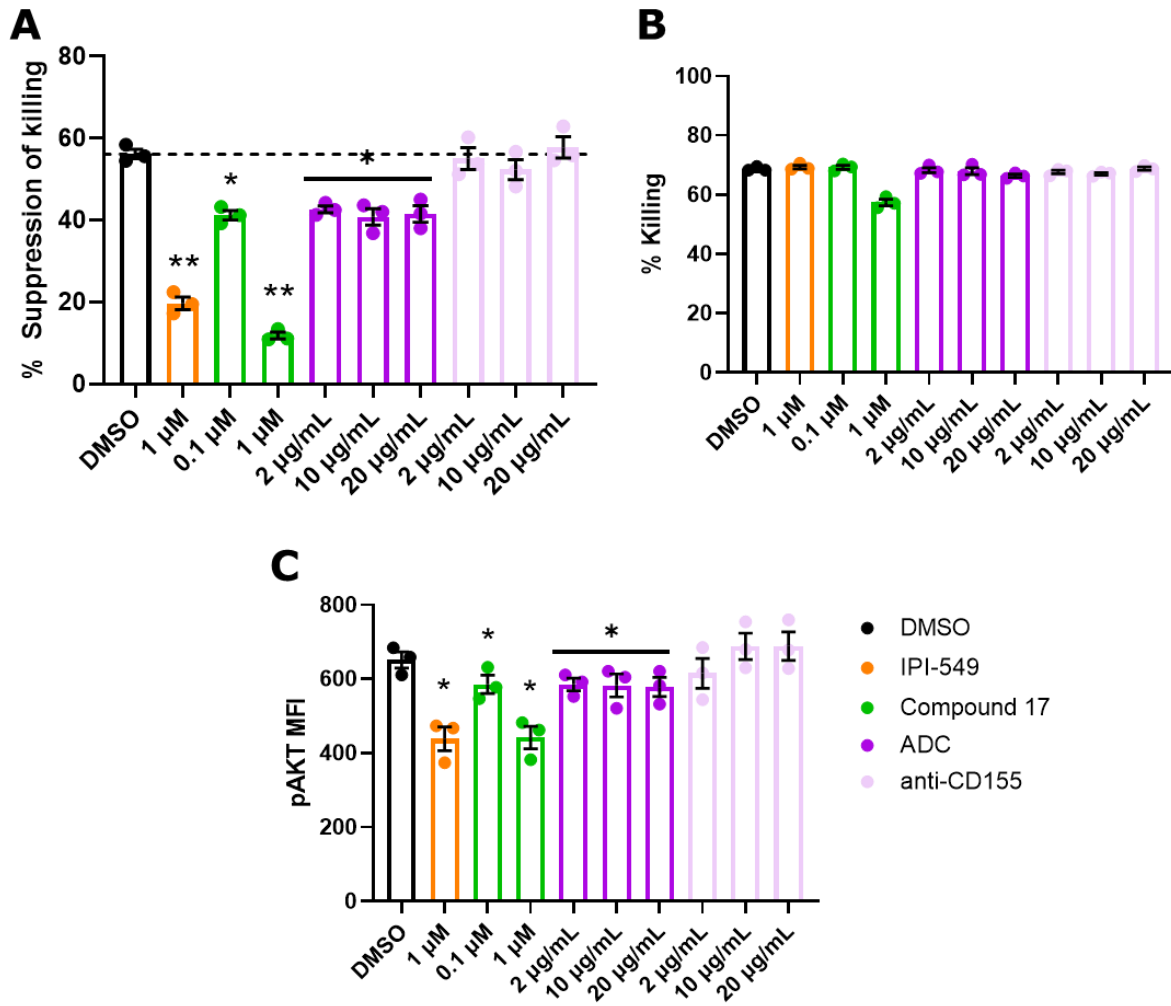 A
% Suppression of killing
80
60
40
20
0
*
**
*
**
DMSO
1 µM
0.1 µM
1 µM
2 µg/mL
10 µg/mL
20 µg/mL
2 µg/mL
10 µg/mL
20 µg/mL
B
% Killing
100
80
60
40
20
0
DMSO
1 µM
0.1 µM
1 µM
2 µg/mL
10 µg/mL
20 µg/mL
2 µg/mL
10 µg/mL
20 µg/mL
C
pAKT MFI
800
600
400
200
0
*
*
*
*
DMSO
1 µM
0.1 µM
1 µM
2 µg/mL
10 µg/mL
20 µg/mL
2 µg/mL
10 µg/mL
20 µg/mL
DMSO
IPI-549
Compound 17
ADC
anti-CD155